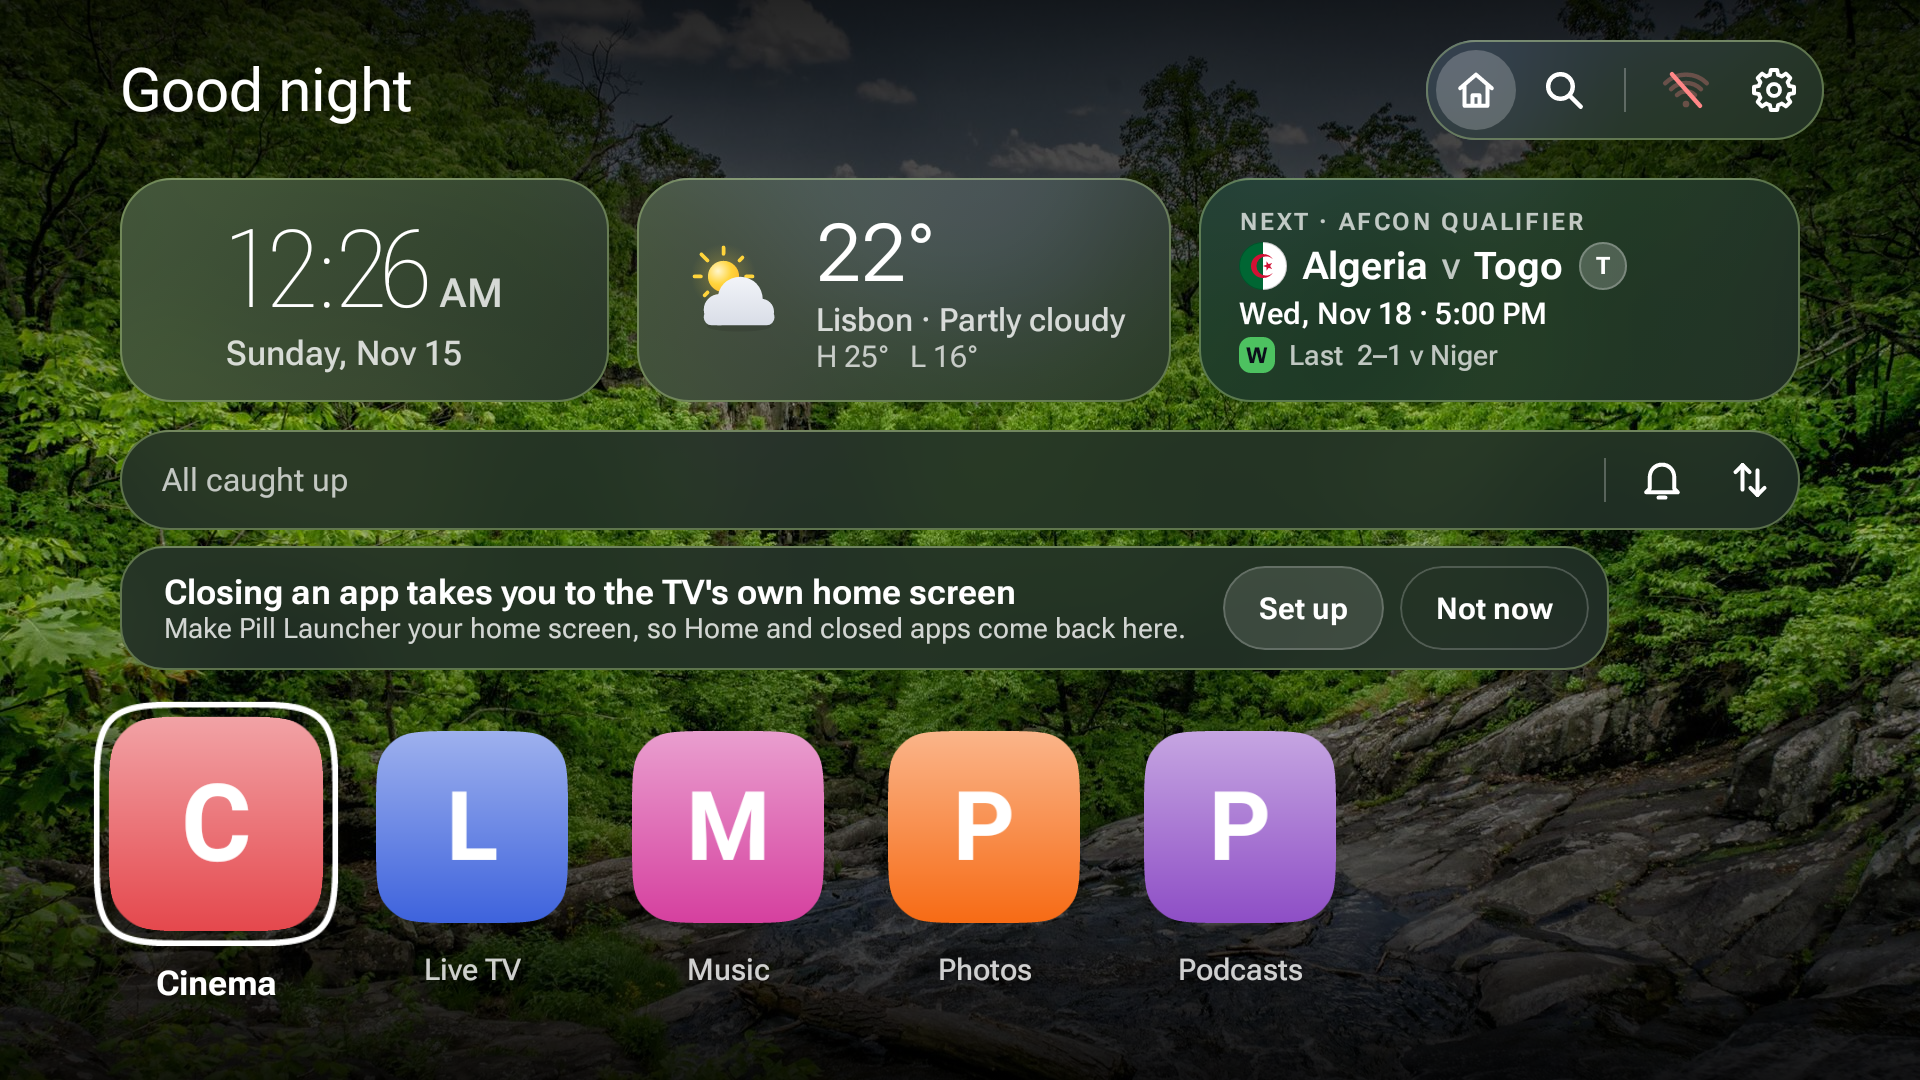 Good night
12:26 AM
Sunday, Nov 15
22°
Lisbon · Partly cloudy
H 25° L 16°
NEXT · AFCON QUALIFIER
Algeria v Togo T
Wed, Nov 18 · 5:00 PM
W Last 2–1 v Niger
All caught up
Closing an app takes you to the TV's own home screen
Make Pill Launcher your home screen, so Home and closed apps come back here.
Set up
Not now
C
L
M
P
P
Cinema
Live TV
Music
Photos
Podcasts